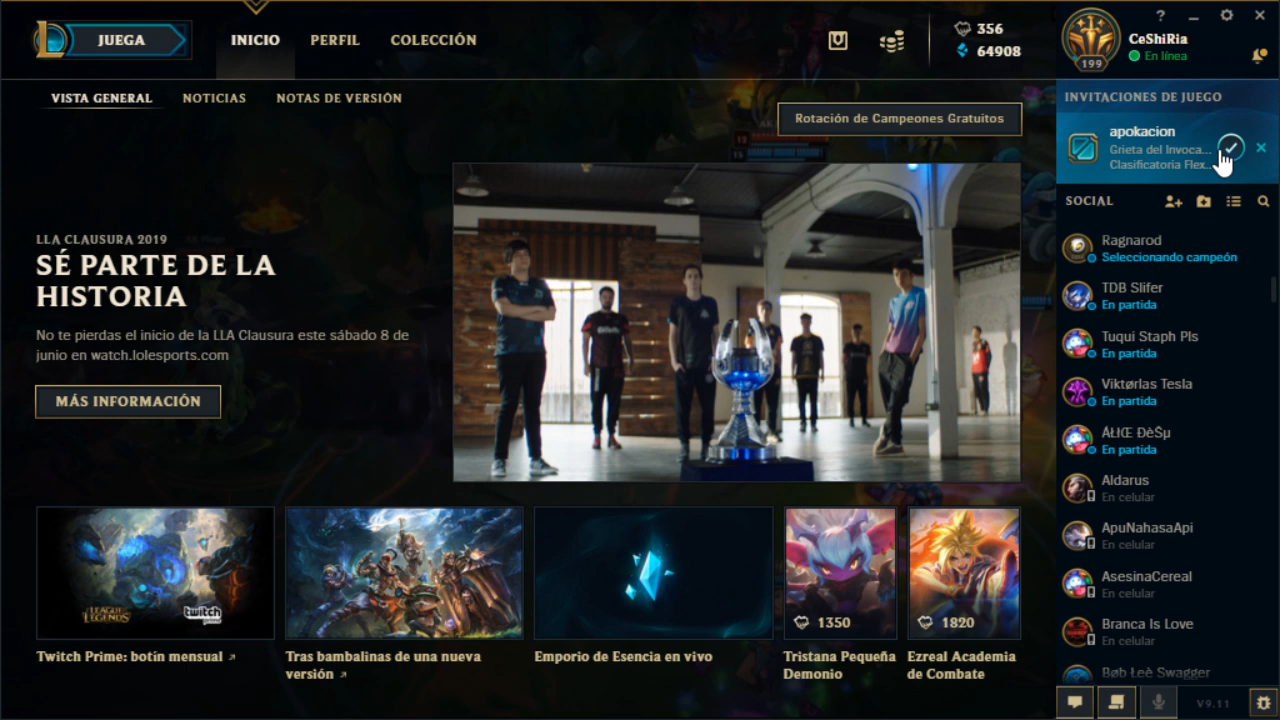 JUEGA
INICIO
PERFIL
COLECCIÓN
356
64908
199
CeShiRia
En línea
VISTA GENERAL
NOTICIAS
NOTAS DE VERSIÓN
Rotación de Campeones Gratuitos
INVITACIONES DE JUEGO
apokacion
Grieta del Invoca...
Clasificatoria Flex...
SOCIAL
LLA CLAUSURA 2019
SÉ PARTE DE LA
HISTORIA
No te pierdas el inicio de la LLA Clausura este sábado 8 de
junio en watch.lolesports.com
MÁS INFORMACIÓN
Ragnarod
Seleccionando campeón
TDB Slifer
En partida
Tuqui Staph Pls
En partida
Viktørlas Tesla
En partida
ÁŁIŒ ÐèŠµ
En partida
Aldarus
En celular
ApuNahasaApi
En celular
AsesinaCereal
En celular
Branca Is Love
En celular
Bøb Łeè Swagger
LEAGUE
OF
LEGENDS
twitch
prime
1350
1820
Twitch Prime: botín mensual
Tras bambalinas de una nueva
versión
Emporio de Esencia en vivo
Tristana Pequeña
Demonio
Ezreal Academia
de Combate
V9.11